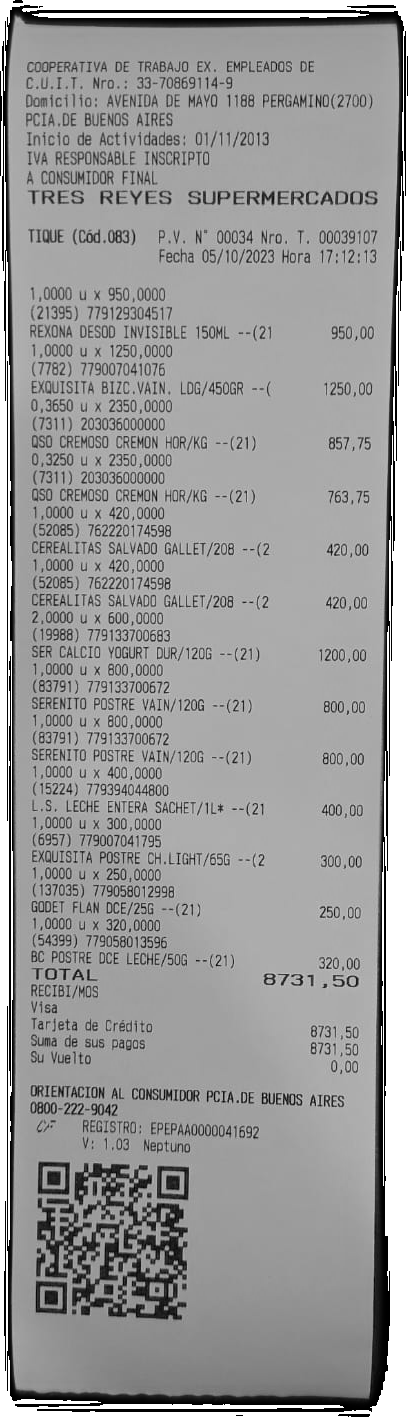 COOPERATIVA DE TRABAJO EX. EMPLEADOS DE
C.U.I.T. Nro.: 33-70869114-9
Domicilio: AVENIDA DE MAYO 1188 PERGAMINO(2700)
PCIA.DE BUENOS AIRES
Inicio de Actividades: 01/11/2013
IVA RESPONSABLE INSCRIPTO
A CONSUMIDOR FINAL
TRES REYES SUPERMERCADOS
TIQUE (Cód.083) P.V. N° 00034 Nro. T. 00039107
Fecha 05/10/2023 Hora 17:12:13
1,0000 u x 950,0000
(21395) 779129304517
REXONA DESOD INVISIBLE 150ML --(21 950,00
1,0000 u x 1250,0000
(7782) 779007041076
EXQUISITA BIZC.VAIN. LDG/450GR --( 1250,00
0,3650 u x 2350,0000
(7311) 203036000000
QSO CREMOSO CREMON HOR/KG --(21) 857,75
0,3250 u x 2350,0000
(7311) 203036000000
QSO CREMOSO CREMON HOR/KG --(21) 763,75
1,0000 u x 420,0000
(52085) 762220174598
CEREALITAS SALVADO GALLET/208 --(2 420,00
1,0000 u x 420,0000
(52085) 762220174598
CEREALITAS SALVADO GALLET/208 --(2 420,00
2,0000 u x 600,0000
(19988) 779133700683
SER CALCIO YOGURT DUR/120G --(21) 1200,00
1,0000 u x 800,0000
(83791) 779133700672
SERENITO POSTRE VAIN/120G --(21) 800,00
1,0000 u x 800,0000
(83791) 779133700672
SERENITO POSTRE VAIN/120G --(21) 800,00
1,0000 u x 400,0000
(15224) 779394044800
L.S. LECHE ENTERA SACHET/1L* --(21 400,00
1,0000 u x 300,0000
(6957) 779007041795
EXQUISITA POSTRE CH.LIGHT/65G --(2 300,00
1,0000 u x 250,0000
(137035) 779058012998
GODET FLAN DCE/25G --(21) 250,00
1,0000 u x 320,0000
(54399) 779058013596
BC POSTRE DCE LECHE/50G --(21) 320,00
TOTAL 8731,50
RECIBI/MOS
Visa
Tarjeta de Crédito 8731,50
Suma de sus pagos 8731,50
Su Vuelto 0,00
ORIENTACION AL CONSUMIDOR PCIA.DE BUENOS AIRES
0800-222-9042
CF REGISTRO: EPEPAA0000041692
V: 1.03 Neptuno